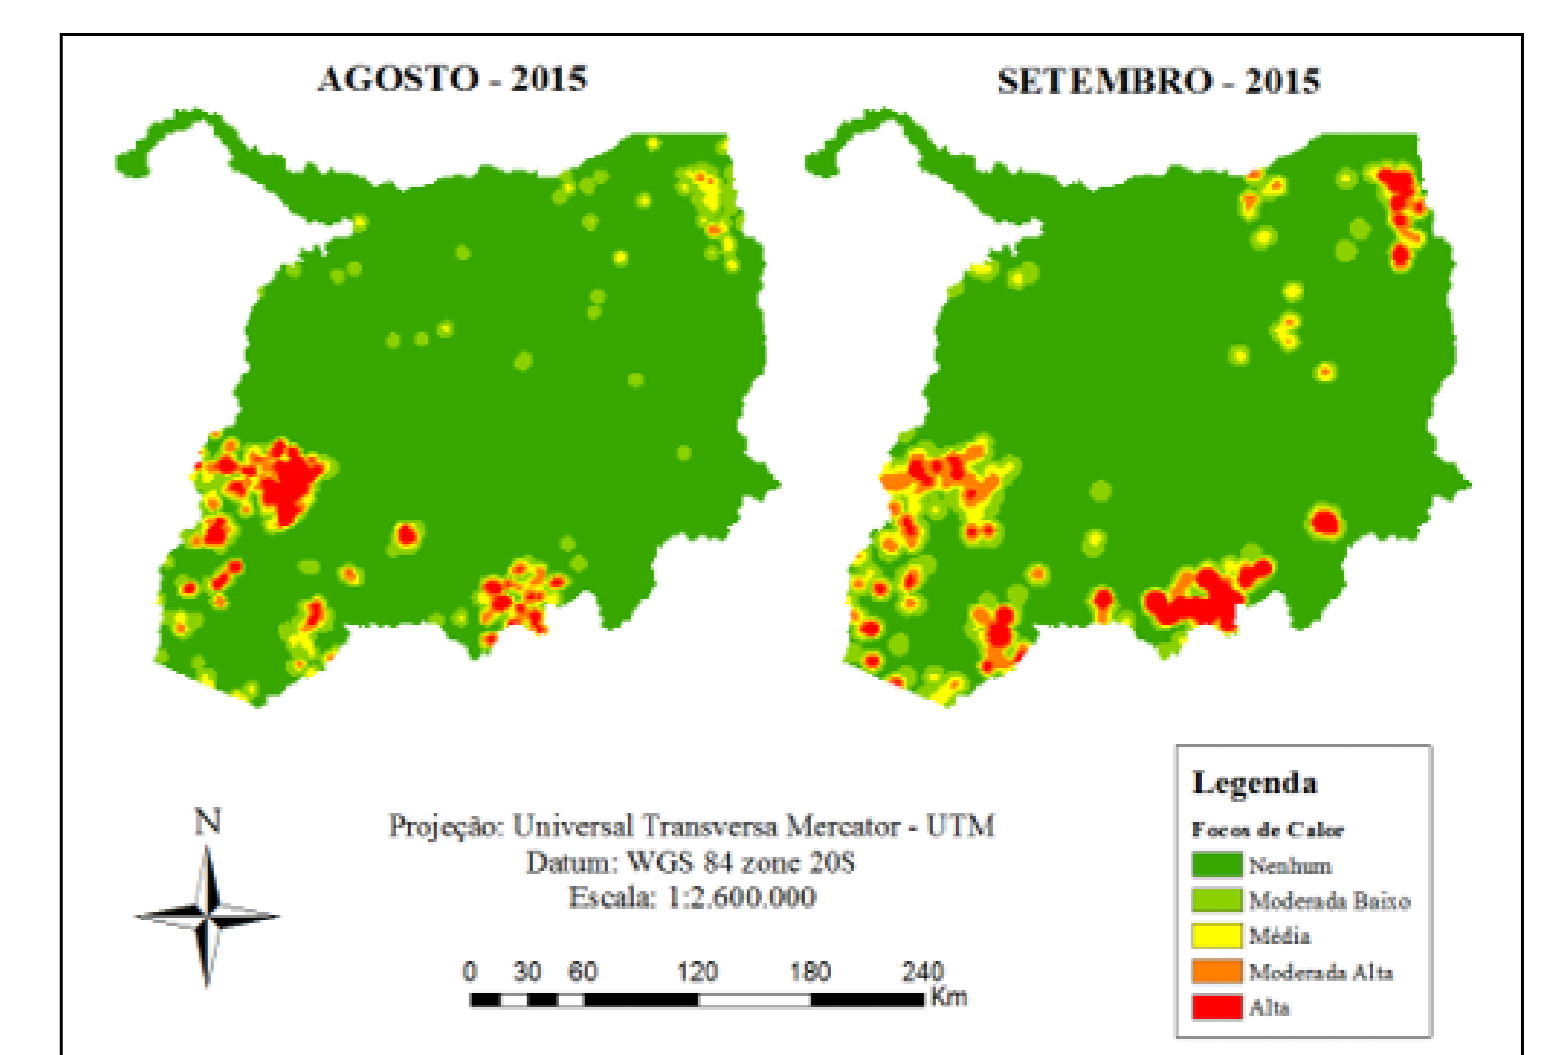 AGOSTO - 2015
SETEMBRO - 2015
N
Projeção: Universal Transversa Mercator - UTM
Datum: WGS 84 zone 20S
Escala: 1:2.600.000
0 30 60 120 180 240
Km
Legenda
Focos de Calor
Nenhum
Moderada Baixo
Média
Moderada Alta
Alta